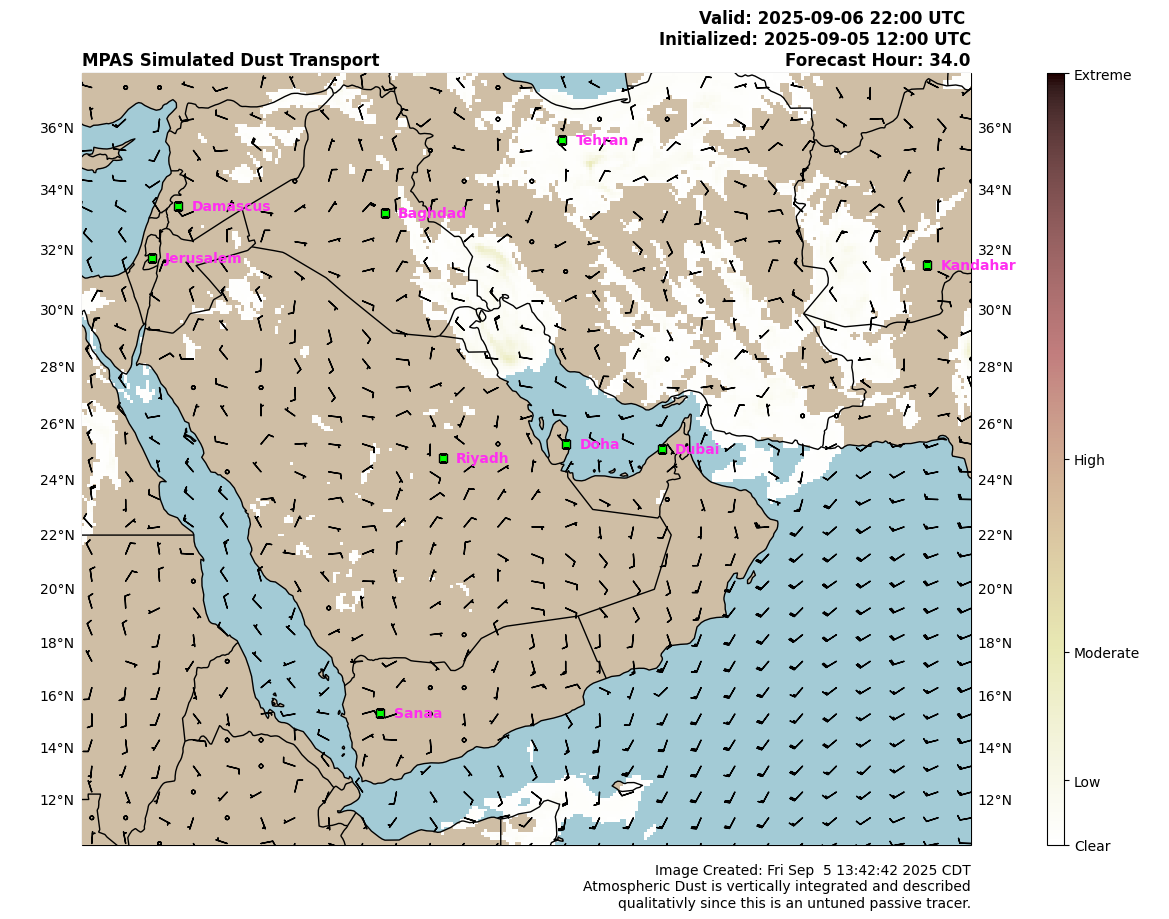 Valid: 2025-09-06 22:00 UTC
Initialized: 2025-09-05 12:00 UTC
MPAS Simulated Dust Transport
Forecast Hour: 34.0
Extreme
36°N
36°N
Tehran
34°N
34°N
Damascus
Baghdad
32°N
32°N
Jerusalem
Kandahar
30°N
30°N
28°N
28°N
26°N
26°N
Doha
Dubai
Riyadh
High
24°N
24°N
22°N
22°N
20°N
20°N
18°N
18°N
Moderate
16°N
16°N
Sanaa
14°N
14°N
Low
12°N
12°N
Clear
Image Created: Fri Sep  5 13:42:42 2025 CDT
Atmospheric Dust is vertically integrated and described
qualitativly since this is an untuned passive tracer.